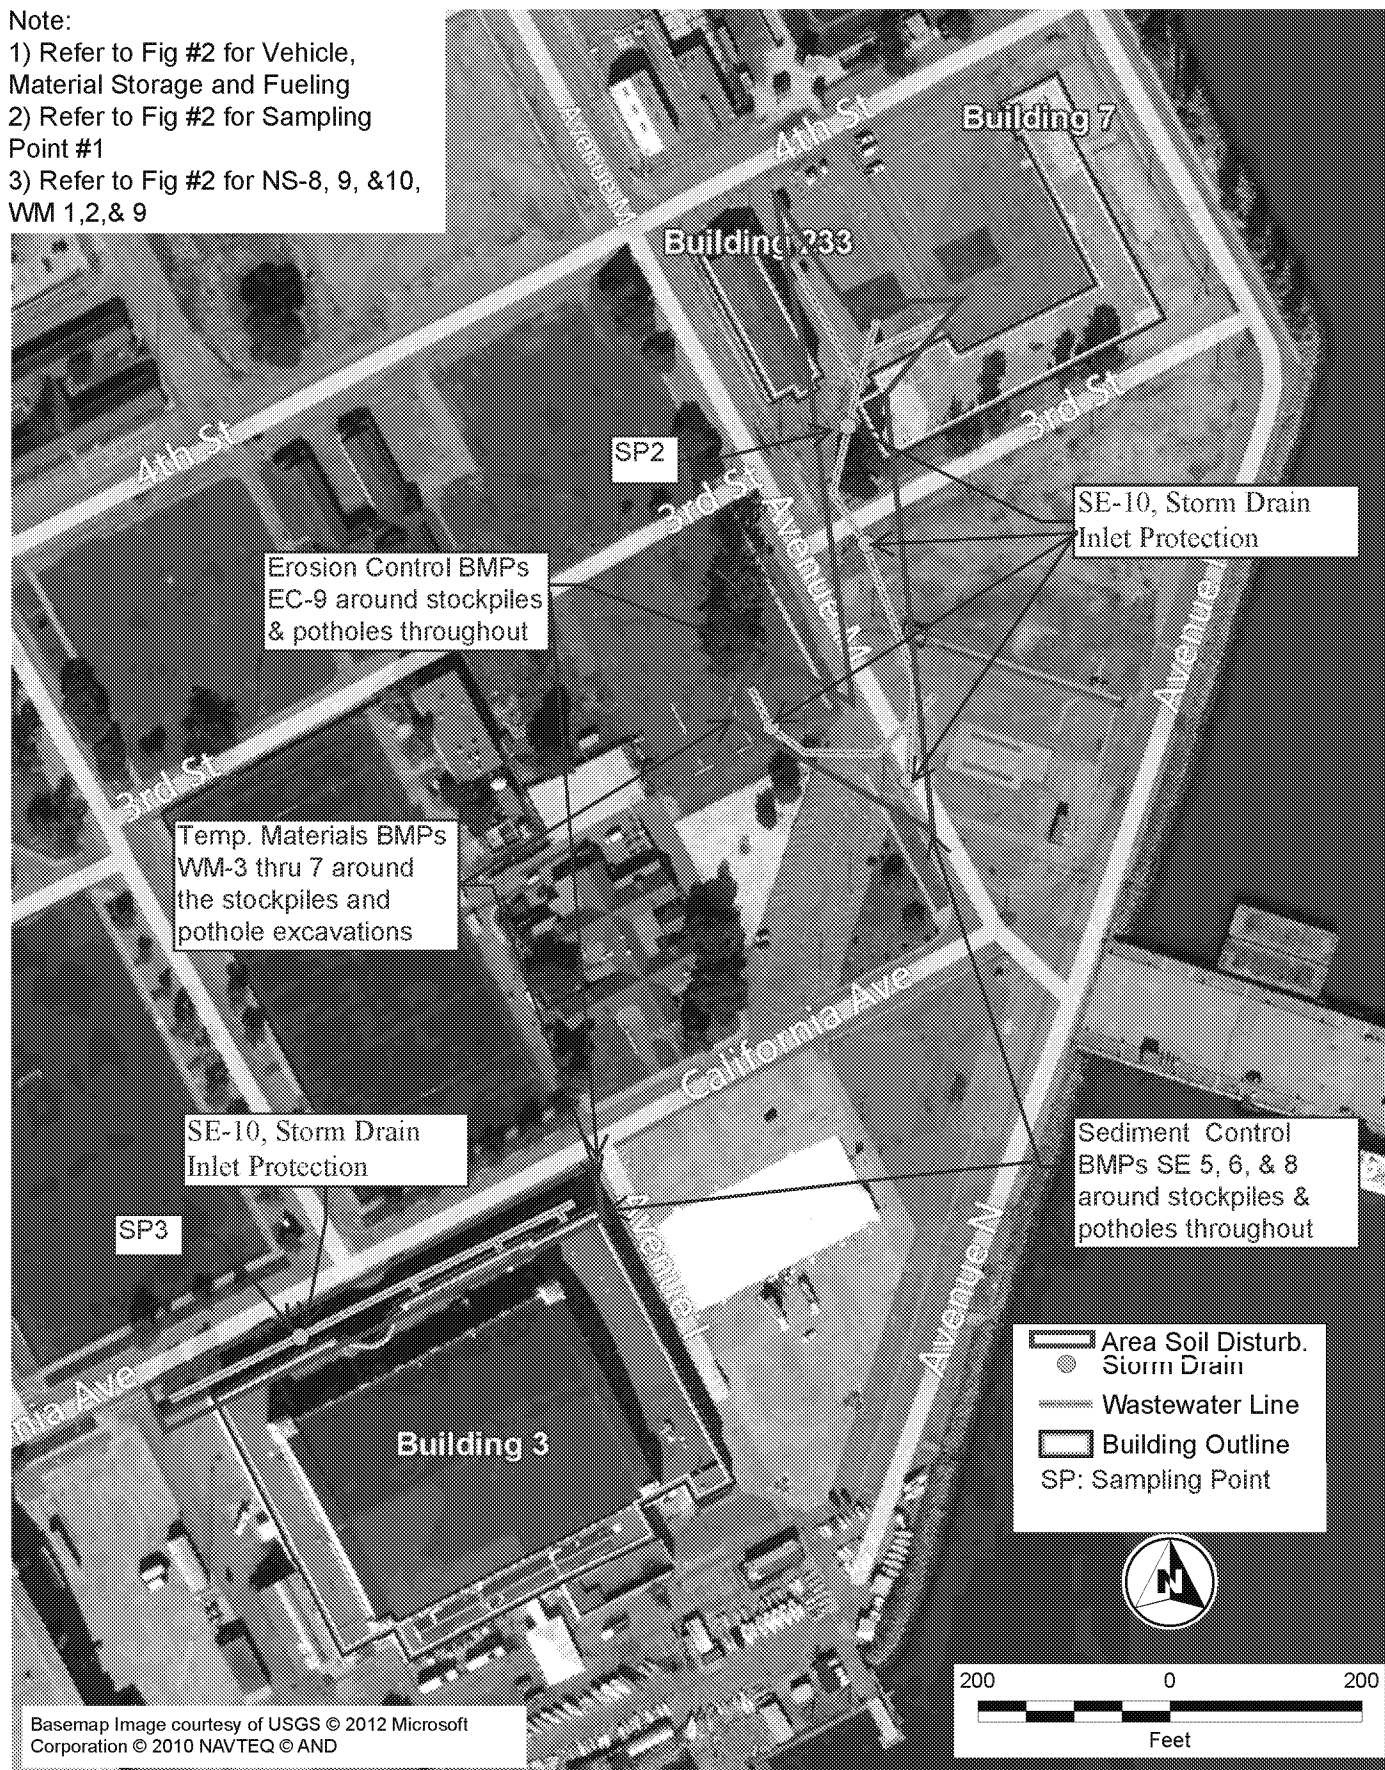 Note:
1) Refer to Fig #2 for Vehicle,
Material Storage and Fueling
2) Refer to Fig #2 for Sampling
Point #1
3) Refer to Fig #2 for NS-8, 9, &10,
WM 1,2,& 9
Avenue M
4th St
Building 7
Building 233
4th St
3rd St
SP2
3rd St
Avenue M
SE-10, Storm Drain
Inlet Protection
Erosion Control BMPs
EC-9 around stockpiles
& potholes throughout
Avenue
3rd St
Temp. Materials BMPs
WM-3 thru 7 around
the stockpiles and
pothole excavations
California Ave
SE-10, Storm Drain
Inlet Protection
Sediment Control
BMPs SE 5, 6, & 8
around stockpiles &
potholes throughout
SP3
Avenue I
Avenue N
nia Ave
Building 3
Area Soil Disturb.
Storm Drain
Wastewater Line
Building Outline
SP: Sampling Point
N
200 0 200
Feet
Basemap Image courtesy of USGS © 2012 Microsoft
Corporation © 2010 NAVTEQ © AND